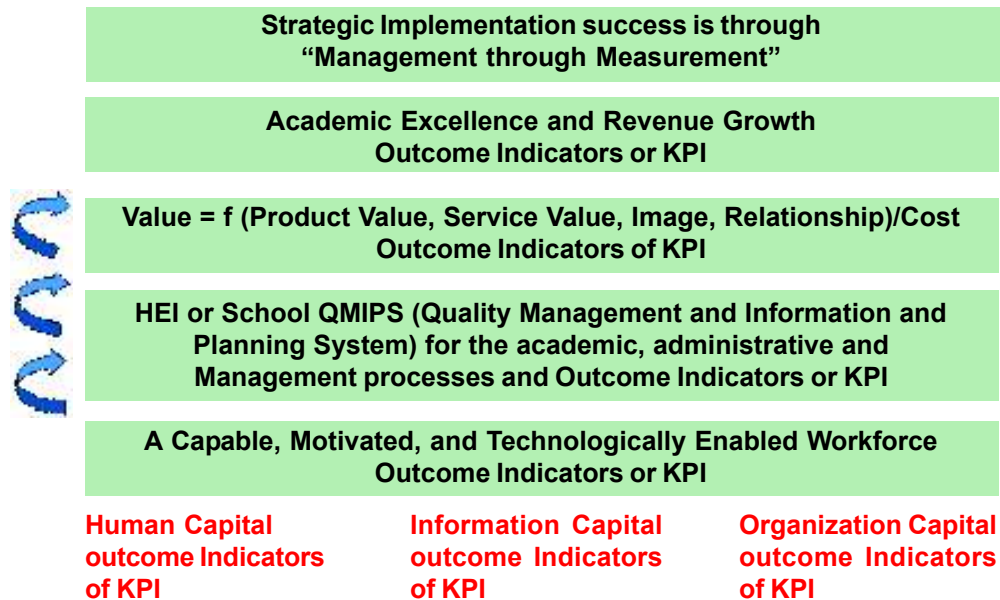 Strategic Implementation success is through
“Management through Measurement”
Academic Excellence and Revenue Growth
Outcome Indicators or KPI
Value = f (Product Value, Service Value, Image, Relationship)/Cost
Outcome Indicators of KPI
HEI or School QMIPS (Quality Management and Information and
Planning System) for the academic, administrative and
Management processes and Outcome Indicators or KPI
A Capable, Motivated, and Technologically Enabled Workforce
Outcome Indicators or KPI
Human Capital
outcome Indicators
of KPI
Information Capital
outcome Indicators
of KPI
Organization Capital
outcome Indicators
of KPI